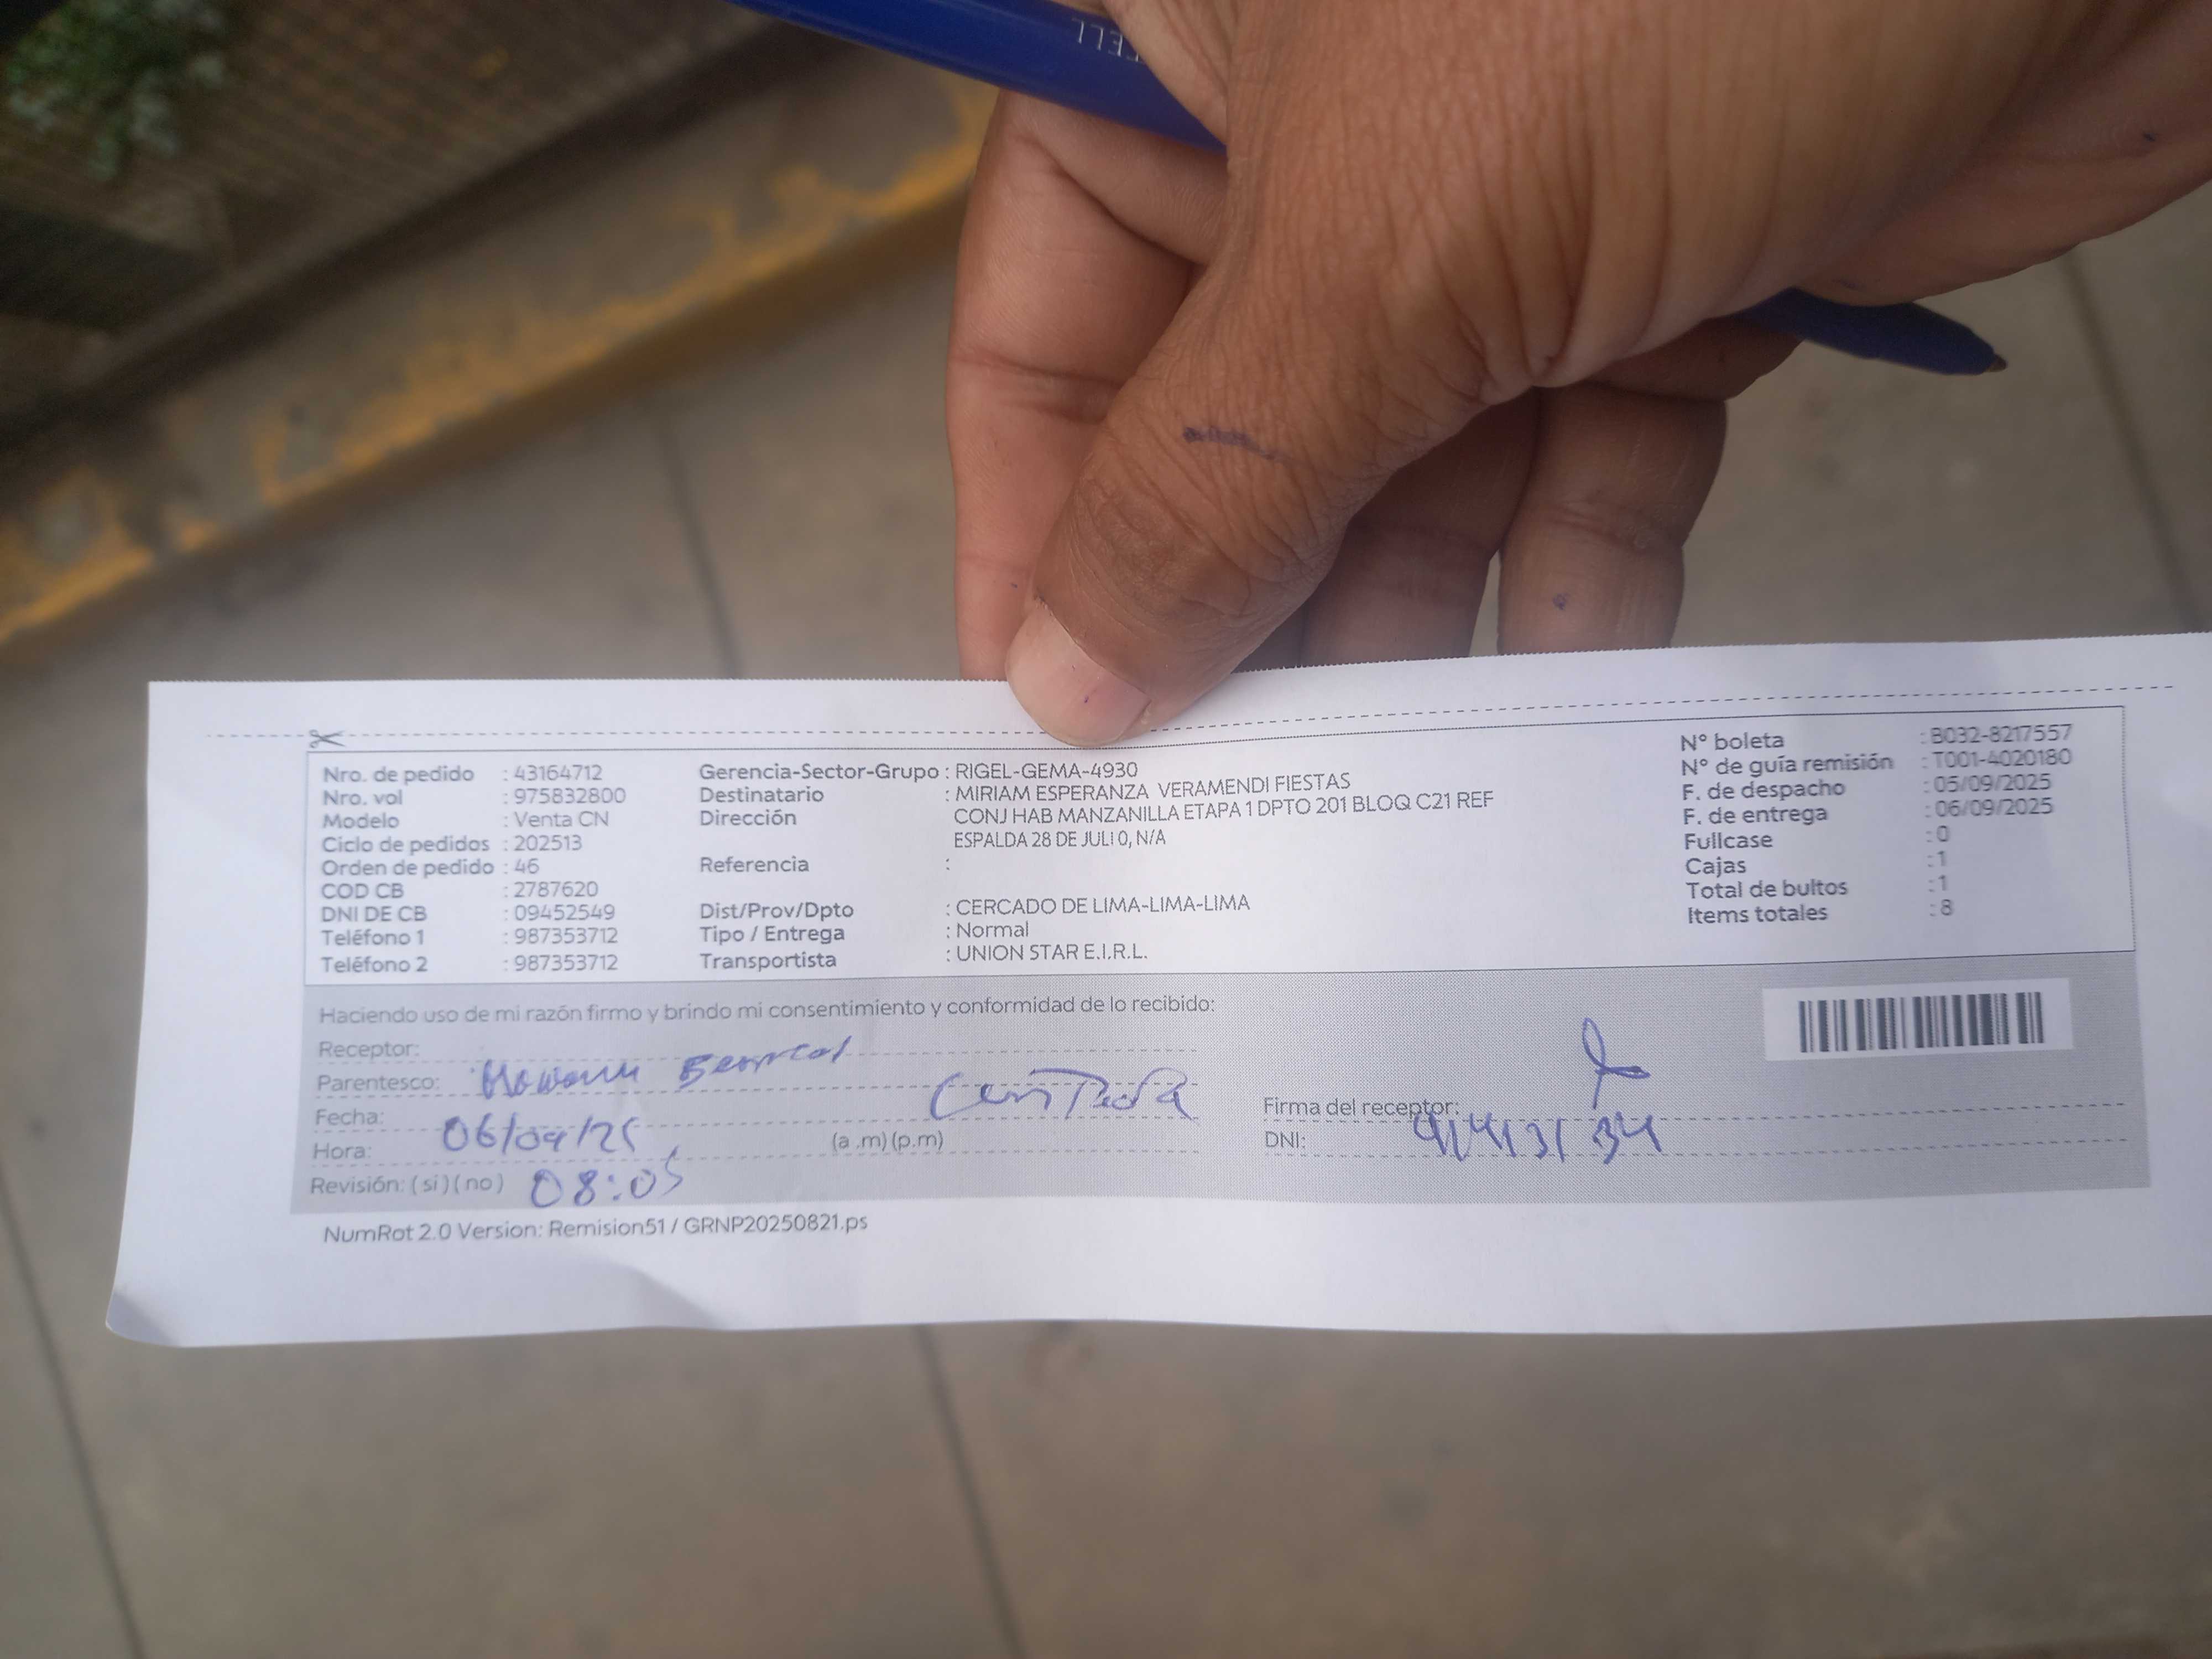 Nro. de pedido : 43164712
Nro. vol : 975832800
Modelo : Venta CN
Ciclo de pedidos : 202513
Orden de pedido : 46
COD CB : 2787620
DNI DE CB : 09452549
Teléfono 1 : 987353712
Teléfono 2 : 987353712
Gerencia-Sector-Grupo : RIGEL-GEMA-4930
Destinatario : MIRIAM ESPERANZA VERAMENDI FIESTAS
Dirección : CONJ HAB MANZANILLA ETAPA 1 DPTO 201 BLOQ C21 REF
ESPALDA 28 DE JULI 0, N/A
Referencia :
Dist/Prov/Dpto : CERCADO DE LIMA-LIMA-LIMA
Tipo / Entrega : Normal
Transportista : UNION STAR E.I.R.L.
N° boleta : B032-8217557
N° de guía remisión : T001-4020180
F. de despacho : 05/09/2025
F. de entrega : 06/09/2025
Fullcase : 0
Cajas : 1
Total de bultos : 1
Items totales : 8
Haciendo uso de mi razón firmo y brindo mi consentimiento y conformidad de lo recibido:
Receptor:
Parentesco:
Fecha: 06/09/25
Hora: (a .m) (p.m)
Revisión: ( si ) ( no ) 08:05
Firma del receptor:
DNI:
NumRot 2.0 Version: Remision51 / GRNP20250821.ps